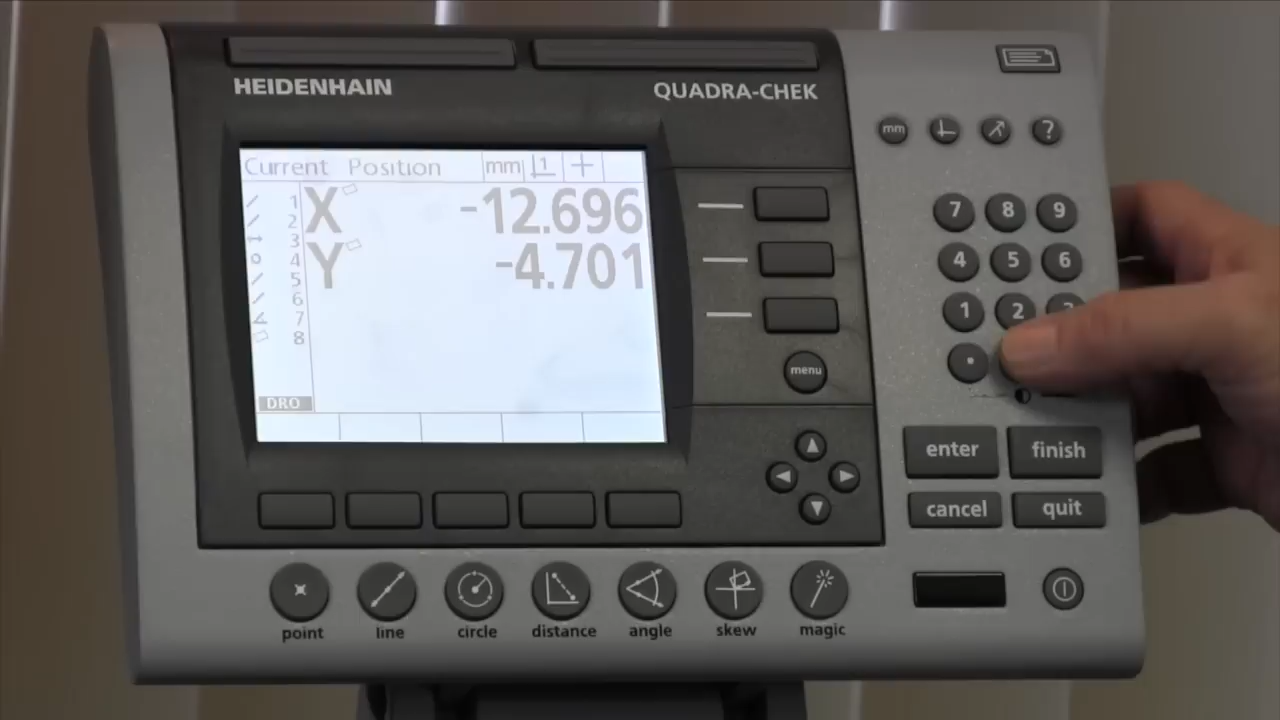 HEIDENHAIN
QUADRA-CHEK
mm
?
Current Position mm 1
1 X -12.696
2
3
4 Y -4.701
5
6
7
8
DRO
menu
7 8 9
4 5 6
1 2
.
enter finish
cancel quit
point line circle distance angle skew magic